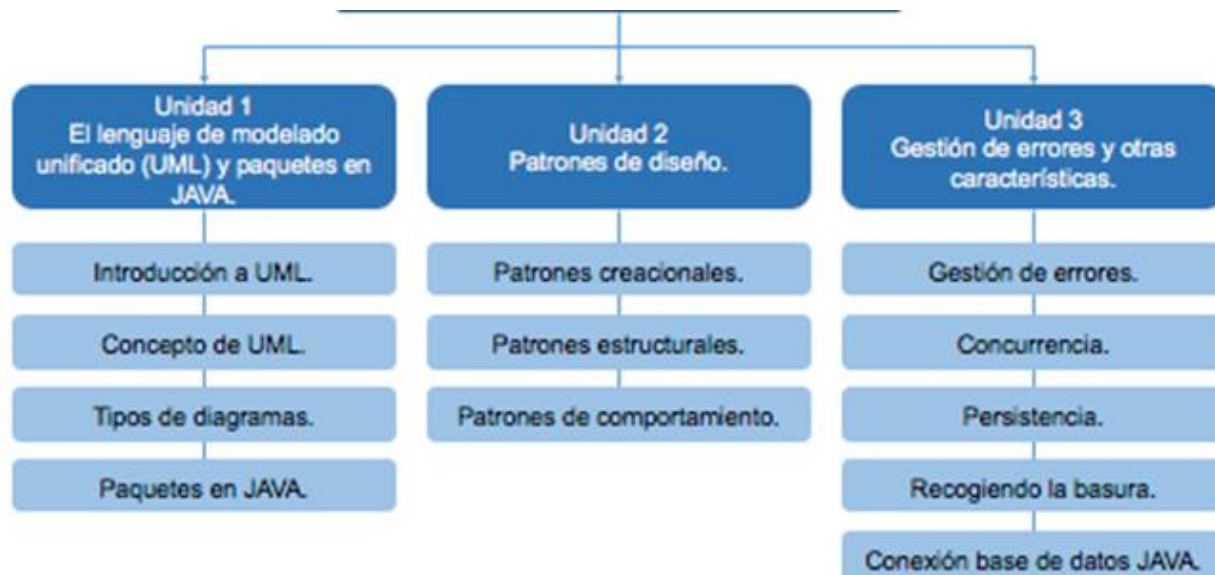 Unidad 1
El lenguaje de modelado
unificado (UML) y paquetes en
JAVA.
Introducción a UML.
Concepto de UML.
Tipos de diagramas.
Paquetes en JAVA.
Unidad 2
Patrones de diseño.
Patrones creacionales.
Patrones estructurales.
Patrones de comportamiento.
Unidad 3
Gestión de errores y otras
características.
Gestión de errores.
Concurrencia.
Persistencia.
Recogiendo la basura.
Conexión base de datos JAVA.